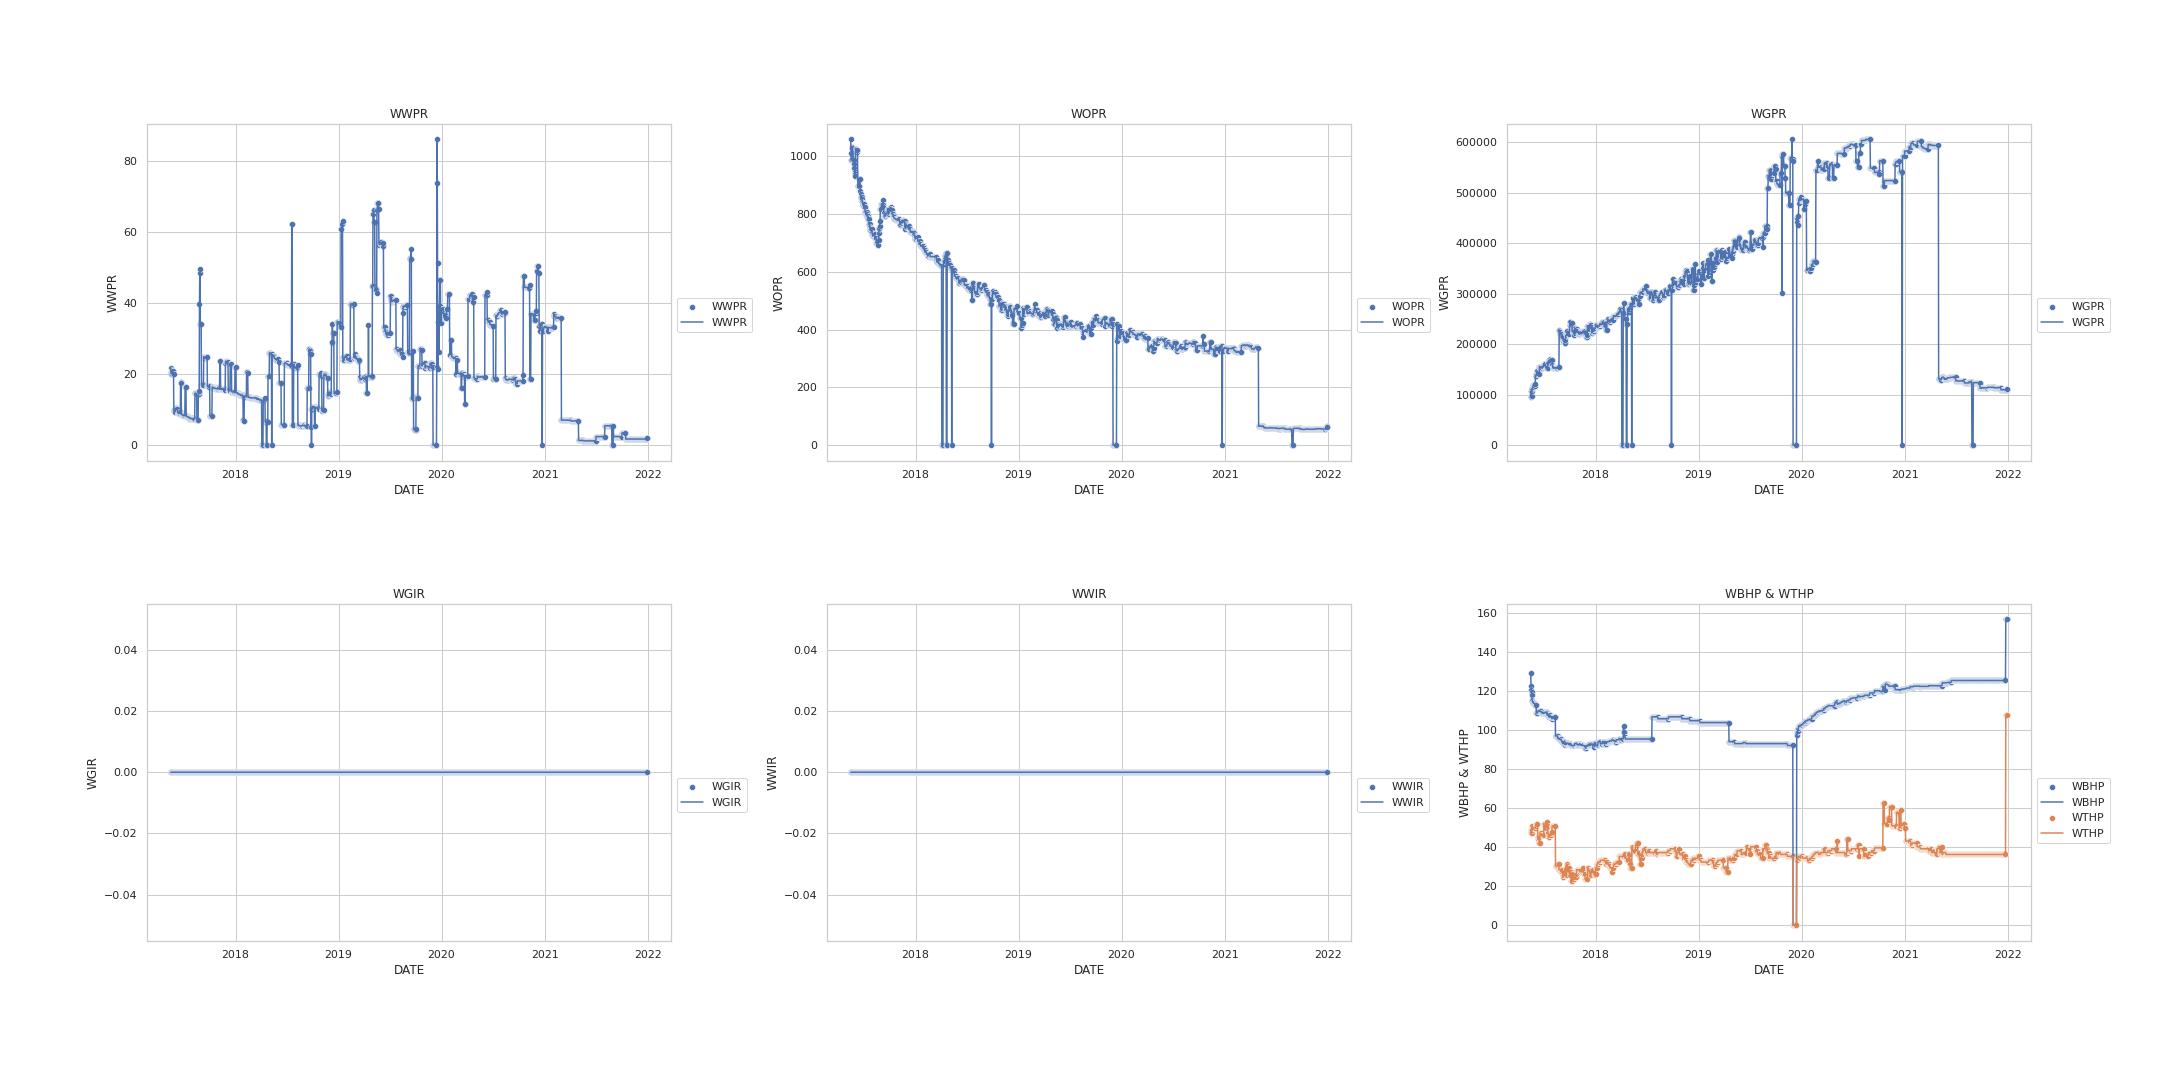 WWPR
80
60
40
20
0
WWPR
2018 2019 2020 2021 2022
DATE
WWPR
WWPR
WOPR
1000
800
600
400
200
0
WOPR
2018 2019 2020 2021 2022
DATE
WOPR
WOPR
WGPR
600000
500000
400000
300000
200000
100000
0
WGPR
2018 2019 2020 2021 2022
DATE
WGPR
WGPR
WGIR
0.04
0.02
0.00
−0.02
−0.04
WGIR
2018 2019 2020 2021 2022
DATE
WGIR
WGIR
WWIR
0.04
0.02
0.00
−0.02
−0.04
WWIR
2018 2019 2020 2021 2022
DATE
WWIR
WWIR
WBHP & WTHP
160
140
120
100
80
60
40
20
0
WBHP & WTHP
2018 2019 2020 2021 2022
DATE
WBHP
WBHP
WTHP
WTHP